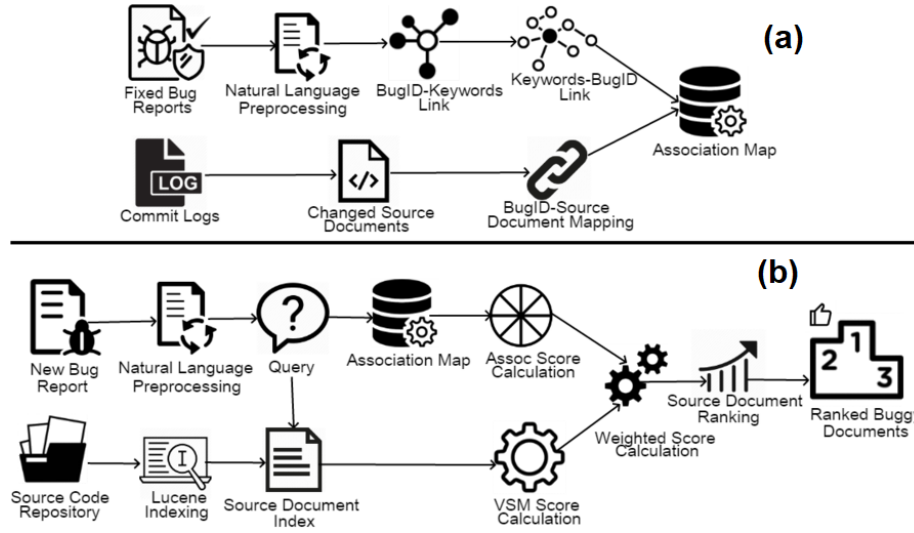 (a)
Fixed Bug
Reports
Natural Language
Preprocessing
BugID-Keywords
Link
Keywords-BugID
Link
Association Map
LOG
</>
Commit Logs
Changed Source
Documents
BugID-Source
Document Mapping
(b)
?
2 1 3
New Bug
Report
Natural Language
Preprocessing
Query
Association Map
Assoc Score
Calculation
Source Document
Ranking
Ranked Buggy
Documents
Weighted Score
Calculation
I
Source Code
Repository
Lucene
Indexing
Source Document
Index
VSM Score
Calculation